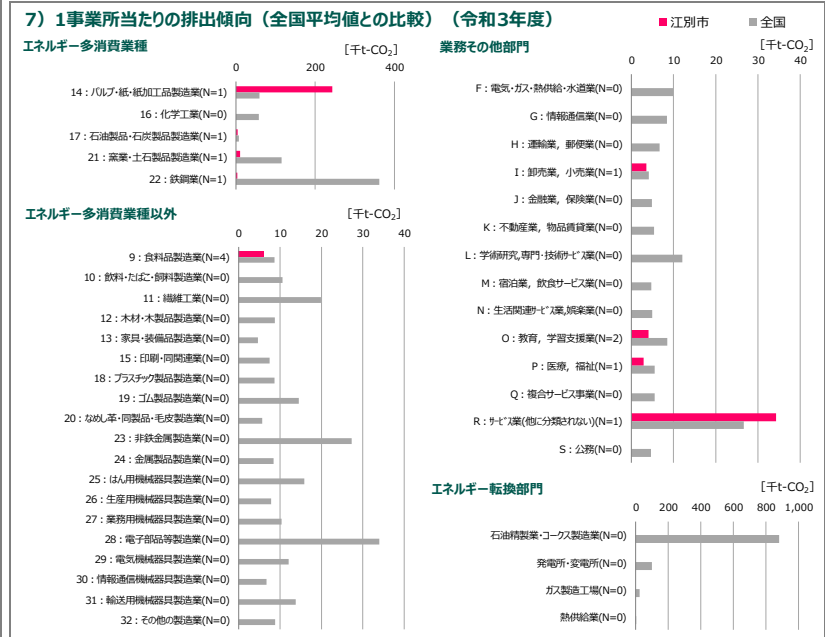 7）1事業所当たりの排出傾向（全国平均値との比較）（令和3年度）
江別市 全国
エネルギー多消費業種
[千t-CO₂]
0 200 400
14：パルプ・紙・紙加工品製造業(N=1)
16：化学工業(N=0)
17：石油製品・石炭製品製造業(N=1)
21：窯業・土石製品製造業(N=1)
22：鉄鋼業(N=1)
エネルギー多消費業種以外
[千t-CO₂]
0 10 20 30 40
9：食料品製造業(N=4)
10：飲料・たばこ・飼料製造業(N=0)
11：繊維工業(N=0)
12：木材・木製品製造業(N=0)
13：家具・装備品製造業(N=0)
15：印刷・同関連業(N=0)
18：プラスチック製品製造業(N=0)
19：ゴム製品製造業(N=0)
20：なめし革・同製品・毛皮製造業(N=0)
23：非鉄金属製造業(N=0)
24：金属製品製造業(N=0)
25：はん用機械器具製造業(N=0)
26：生産用機械器具製造業(N=0)
27：業務用機械器具製造業(N=0)
28：電子部品等製造業(N=0)
29：電気機械器具製造業(N=0)
30：情報通信機械器具製造業(N=0)
31：輸送用機械器具製造業(N=0)
32：その他の製造業(N=0)
業務その他部門
[千t-CO₂]
0 10 20 30 40
F：電気・ガス・熱供給・水道業(N=0)
G：情報通信業(N=0)
H：運輸業，郵便業(N=0)
I：卸売業，小売業(N=1)
J：金融業，保険業(N=0)
K：不動産業，物品賃貸業(N=0)
L：学術研究,専門・技術サービス業(N=0)
M：宿泊業，飲食サービス業(N=0)
N：生活関連サービス業,娯楽業(N=0)
O：教育，学習支援業(N=2)
P：医療，福祉(N=1)
Q：複合サービス事業(N=0)
R：サービス業(他に分類されない)(N=1)
S：公務(N=0)
エネルギー転換部門
[千t-CO₂]
0 200 400 600 800 1,000
石油精製業・コークス製造業(N=0)
発電所・変電所(N=0)
ガス製造工場(N=0)
熱供給業(N=0)